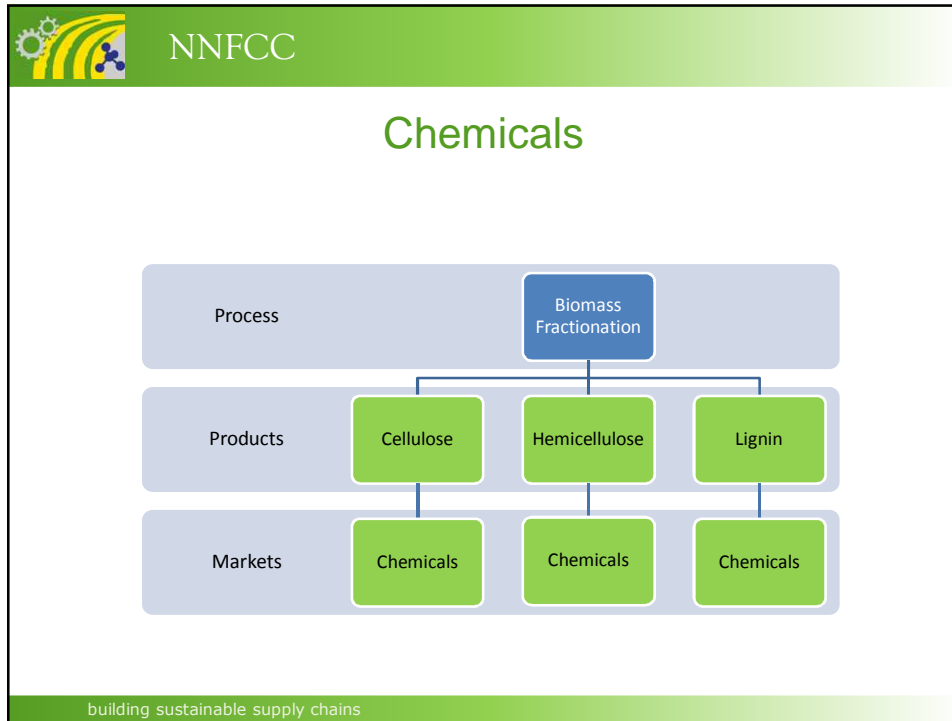 NNFCC
Chemicals
Process
Biomass
Fractionation
Products
Cellulose
Hemicellulose
Lignin
Markets
Chemicals
Chemicals
Chemicals
building sustainable supply chains